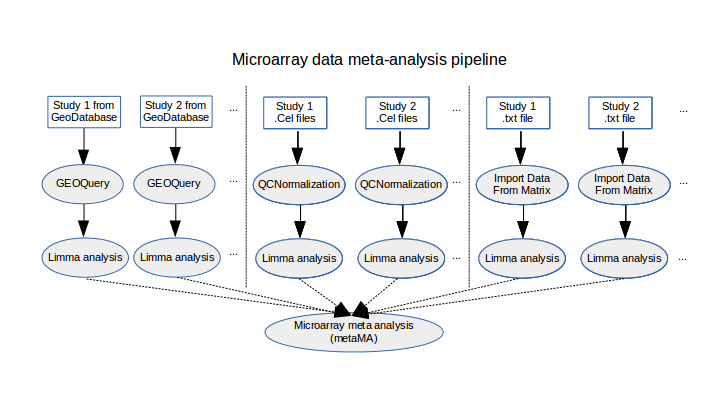 Microarray data meta-analysis pipeline
Study 1 from
GeoDatabase
Study 2 from
GeoDatabase
...
Study 1
.Cel files
Study 2
.Cel files
...
Study 1
.txt file
Study 2
.txt file
...
GEOQuery
GEOQuery
...
QCNormalization
QCNormalization
...
Import Data
From Matrix
Import Data
From Matrix
...
Limma analysis
Limma analysis
...
Limma analysis
Limma analysis
...
Limma analysis
Limma analysis
...
Microarray meta analysis
(metaMA)